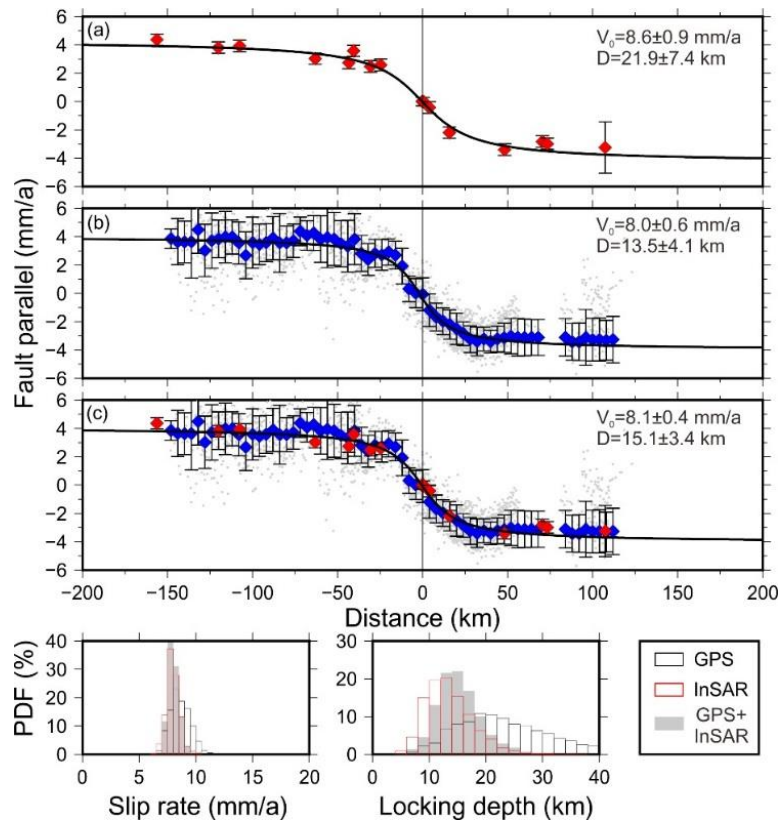 (a)
V₀=8.6±0.9 mm/a
D=21.9±7.4 km
6
4
2
0
−2
−4
−6
(b)
V₀=8.0±0.6 mm/a
D=13.5±4.1 km
6
4
2
0
−2
−4
−6
Fault parallel (mm/a)
(c)
V₀=8.1±0.4 mm/a
D=15.1±3.4 km
6
4
2
0
−2
−4
−6
−200 −150 −100 −50 0 50 100 150 200
Distance (km)
PDF (%)
40
30
20
10
0
0 5 10 15 20
Slip rate (mm/a)
30
20
10
0
0 10 20 30 40
Locking depth (km)
GPS
InSAR
GPS+
InSAR